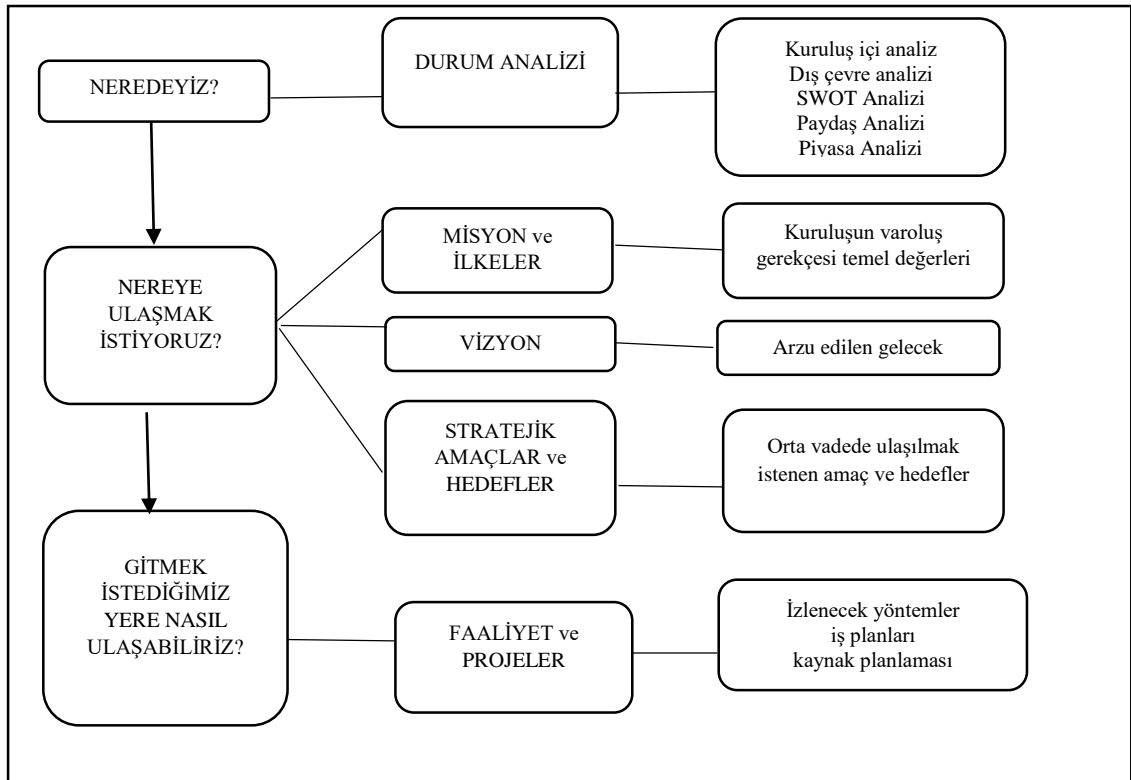 NEREDEYİZ?
DURUM ANALİZİ
Kuruluş içi analiz
Dış çevre analizi
SWOT Analizi
Paydaş Analizi
Piyasa Analizi
NEREYE
ULAŞMAK
İSTİYORUZ?
MİSYON ve
İLKELER
Kuruluşun varoluş
gerekçesi temel değerleri
VİZYON
Arzu edilen gelecek
STRATEJİK
AMAÇLAR ve
HEDEFLER
Orta vadede ulaşılmak
istenen amaç ve hedefler
GİTMEK
İSTEDİĞİMİZ
YERE NASIL
ULAŞABİLİRİZ?
FAALİYET ve
PROJELER
İzlenecek yöntemler
iş planları
kaynak planlaması